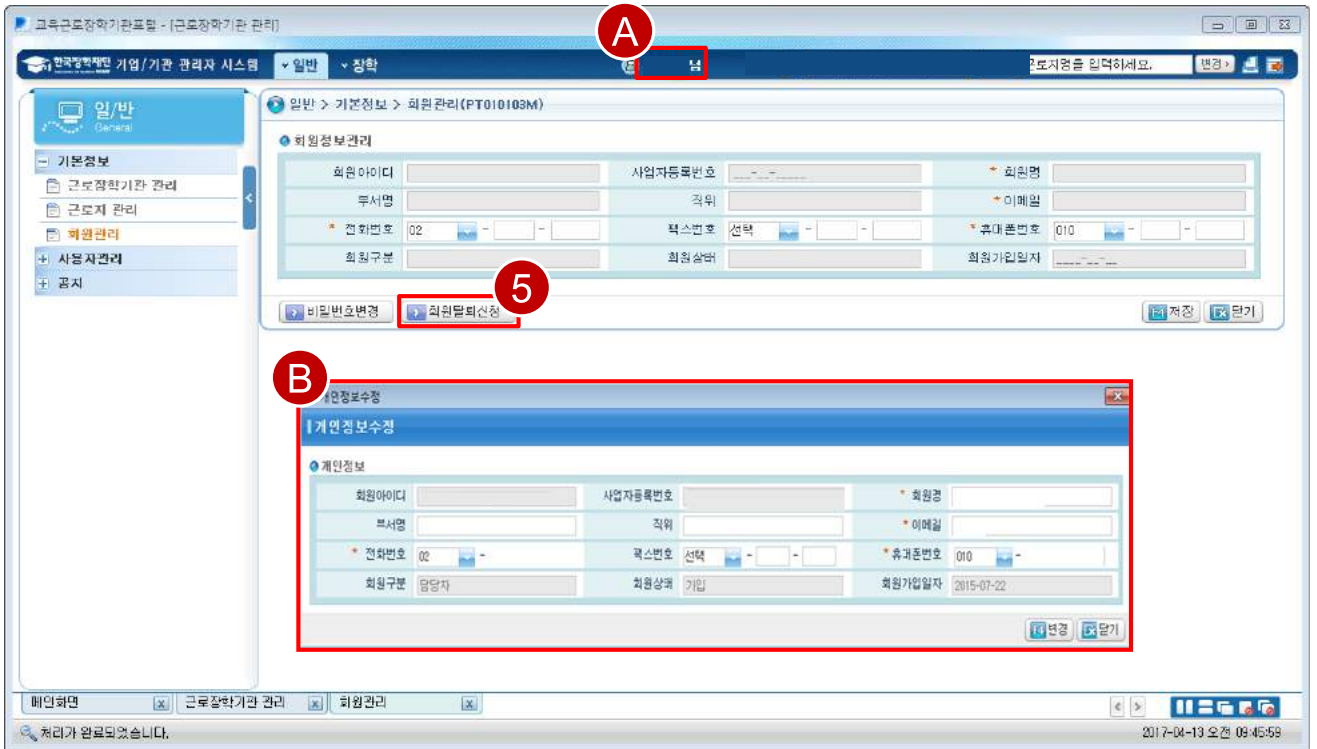 교육근로장학기관포털 - [근로장학기관 관리]
A
한국장학재단 기업/기관 관리자 시스템 일반 장학 님 근로지명을 입력하세요. 변경
일/반
General
일반 > 기본정보 > 회원관리(PT010103M)
기본정보
근로장학기관 관리
근로지 관리
회원관리
사용자관리
공지
회원정보관리
회원아이디 사업자등록번호 ___-__-_____ * 회원명
부서명 직위 * 이메일
* 전화번호 02 - - 팩스번호 선택 - - * 휴대폰번호 010 - -
회원구분 회원상태 회원가입일자 ____-__-__
5
비밀번호변경 회원탈퇴신청 저장 닫기
B
개인정보수정
개인정보수정
개인정보
회원아이디 사업자등록번호 * 회원명
부서명 직위 * 이메일
* 전화번호 02 - 팩스번호 선택 - - * 휴대폰번호 010 -
회원구분 담당자 회원상태 가입 회원가입일자 2015-07-22
변경 닫기
메인화면 근로장학기관 관리 회원관리
처리가 완료되었습니다. 2017-04-13 오전 09:45:59